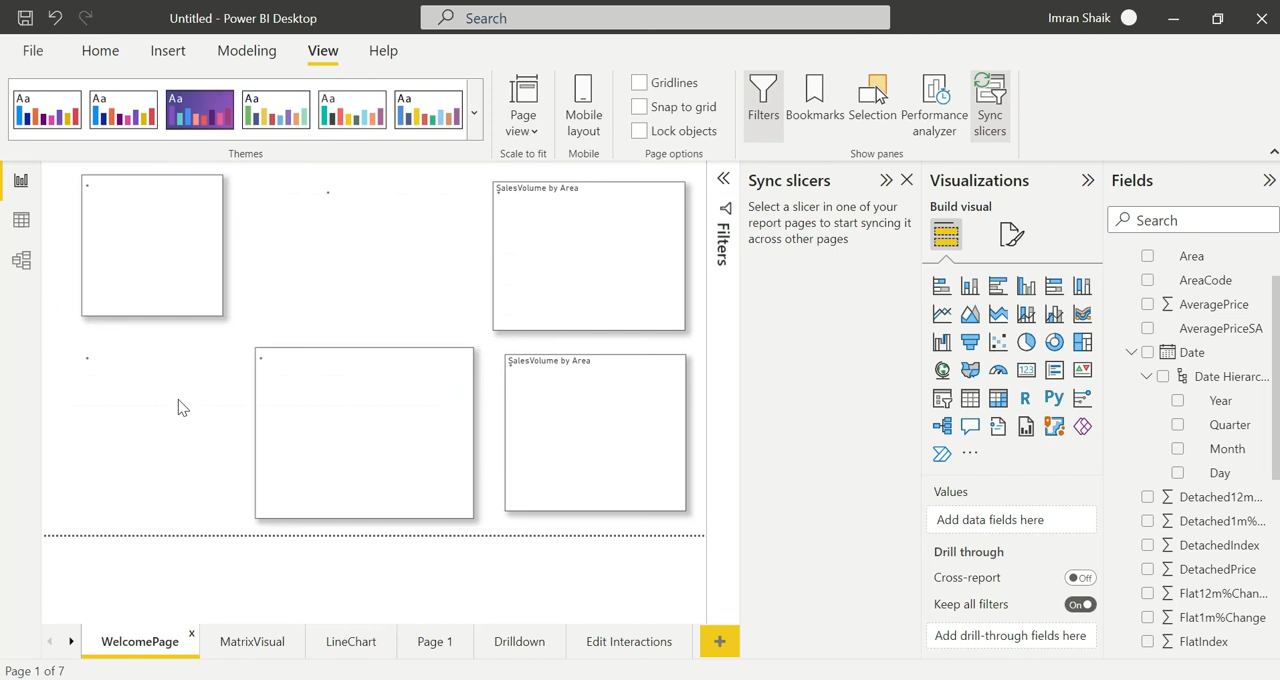 Untitled - Power BI Desktop
Search
Imran Shaik
File
Home
Insert
Modeling
View
Help
Aa
Aa
Aa
Aa
Aa
Aa
Page view
Mobile layout
Gridlines
Snap to grid
Lock objects
Filters
Bookmarks
Selection
Performance analyzer
Sync slicers
Themes
Scale to fit
Mobile
Page options
Show panes
SalesVolume by Area
SalesVolume by Area
Filters
Sync slicers
Select a slicer in one of your
report pages to start syncing it
across other pages
Visualizations
Build visual
123
R
Py
Values
Add data fields here
Drill through
Cross-report
Off
Keep all filters
On
Add drill-through fields here
Fields
Search
Area
AreaCode
AveragePrice
AveragePriceSA
Date
Date Hierarc...
Year
Quarter
Month
Day
Detached12m...
Detached1m%...
DetachedIndex
DetachedPrice
Flat12m%Chan...
Flat1m%Change
FlatIndex
WelcomePage
MatrixVisual
LineChart
Page 1
Drilldown
Edit Interactions
Page 1 of 7